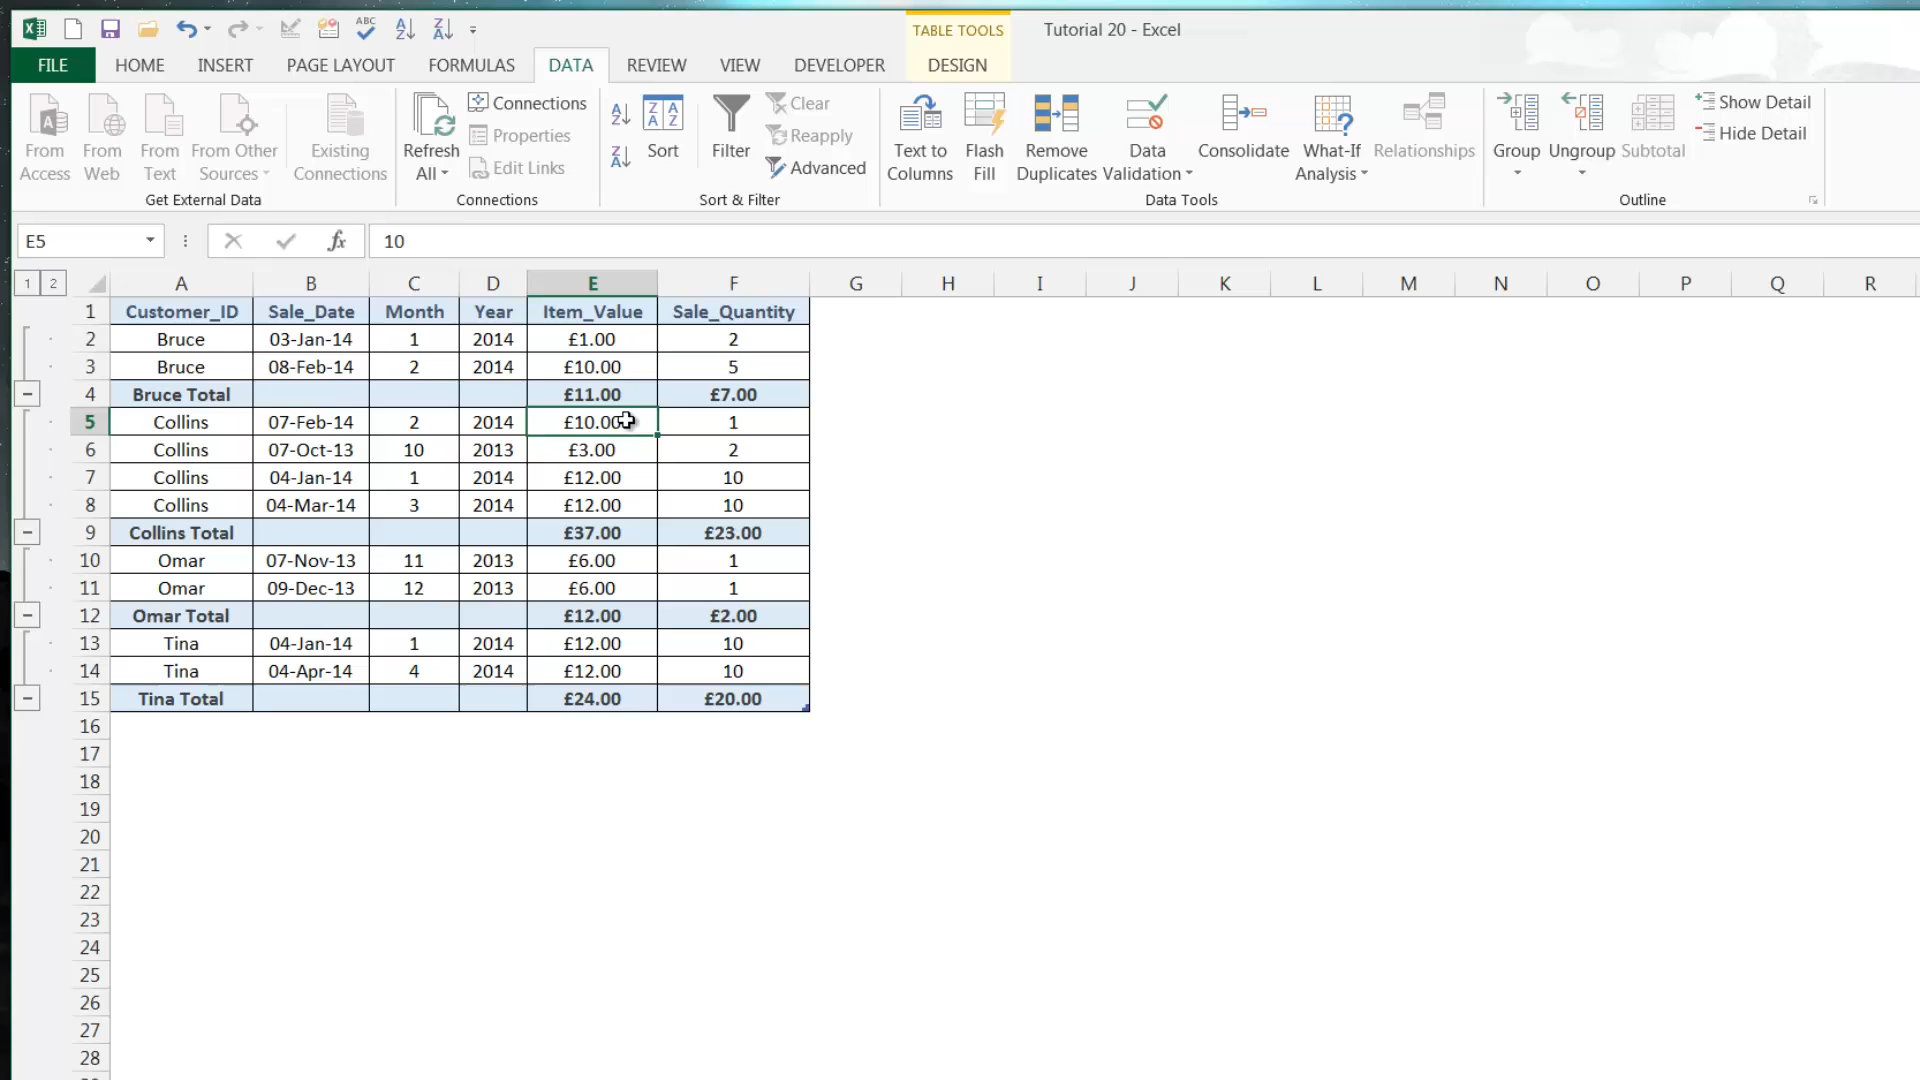 ABC
TABLE TOOLS
Tutorial 20 - Excel
FILE HOME INSERT PAGE LAYOUT FORMULAS DATA REVIEW VIEW DEVELOPER DESIGN
From Access
From Web
From Text
From Other Sources
Existing Connections
Get External Data
Refresh All
Connections
Properties
Edit Links
Connections
Sort
Filter
Clear
Reapply
Advanced
Sort & Filter
Text to Columns
Flash Fill
Remove Duplicates
Data Validation
Consolidate
What-If Analysis
Relationships
Data Tools
Group
Ungroup
Subtotal
Show Detail
Hide Detail
Outline
E5 fx 10
1 2 A B C D E F G H I J K L M N O P Q R
1 Customer_ID Sale_Date Month Year Item_Value Sale_Quantity
2 Bruce 03-Jan-14 1 2014 £1.00 2
3 Bruce 08-Feb-14 2 2014 £10.00 5
4 Bruce Total £11.00 £7.00
5 Collins 07-Feb-14 2 2014 £10.00 1
6 Collins 07-Oct-13 10 2013 £3.00 2
7 Collins 04-Jan-14 1 2014 £12.00 10
8 Collins 04-Mar-14 3 2014 £12.00 10
9 Collins Total £37.00 £23.00
10 Omar 07-Nov-13 11 2013 £6.00 1
11 Omar 09-Dec-13 12 2013 £6.00 1
12 Omar Total £12.00 £2.00
13 Tina 04-Jan-14 1 2014 £12.00 10
14 Tina 04-Apr-14 4 2014 £12.00 10
15 Tina Total £24.00 £20.00
16
17
18
19
20
21
22
23
24
25
26
27
28